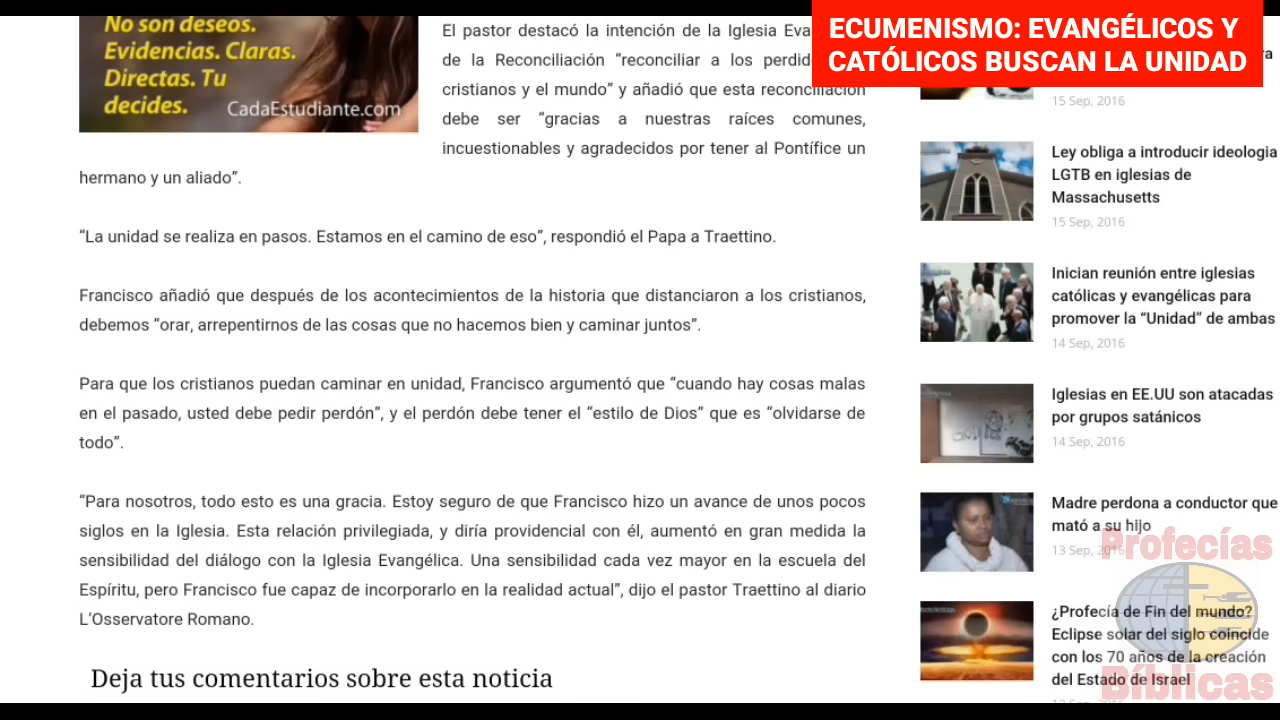 No son deseos.
Evidencias. Claras.
Directas. Tu
decides.
CadaEstudiante.com
El pastor destacó la intención de la Iglesia
de la Reconciliación “reconciliar a los
cristianos y el mundo” y añadió que esta reconciliación
debe ser “gracias a nuestras raíces comunes,
incuestionables y agradecidos por tener al Pontífice un
hermano y un aliado”.
“La unidad se realiza en pasos. Estamos en el camino de eso”, respondió el Papa a Traettino.
Francisco añadió que después de los acontecimientos de la historia que distanciaron a los cristianos,
debemos “orar, arrepentirnos de las cosas que no hacemos bien y caminar juntos”.
Para que los cristianos puedan caminar en unidad, Francisco argumentó que “cuando hay cosas malas
en el pasado, usted debe pedir perdón”, y el perdón debe tener el “estilo de Dios” que es “olvidarse de
todo”.
“Para nosotros, todo esto es una gracia. Estoy seguro de que Francisco hizo un avance de unos pocos
siglos en la Iglesia. Esta relación privilegiada, y diría providencial con él, aumentó en gran medida la
sensibilidad del diálogo con la Iglesia Evangélica. Una sensibilidad cada vez mayor en la escuela del
Espíritu, pero Francisco fue capaz de incorporarlo en la realidad actual”, dijo el pastor Traettino al diario
L’Osservatore Romano.
Deja tus comentarios sobre esta noticia
ECUMENISMO: EVANGÉLICOS Y
CATÓLICOS BUSCAN LA UNIDAD
15 Sep, 2016
Ley obliga a introducir ideologia
LGTB en iglesias de
Massachusetts
15 Sep, 2016
Inician reunión entre iglesias
católicas y evangélicas para
promover la “Unidad” de ambas
14 Sep, 2016
Iglesias en EE.UU son atacadas
por grupos satánicos
14 Sep, 2016
Madre perdona a conductor que
mató a su hijo
13 Sep, 2016
¿Profecía de Fin del mundo?
Eclipse solar del siglo coincide
con los 70 años de la creación
del Estado de Israel
Profecías
Bíblicas